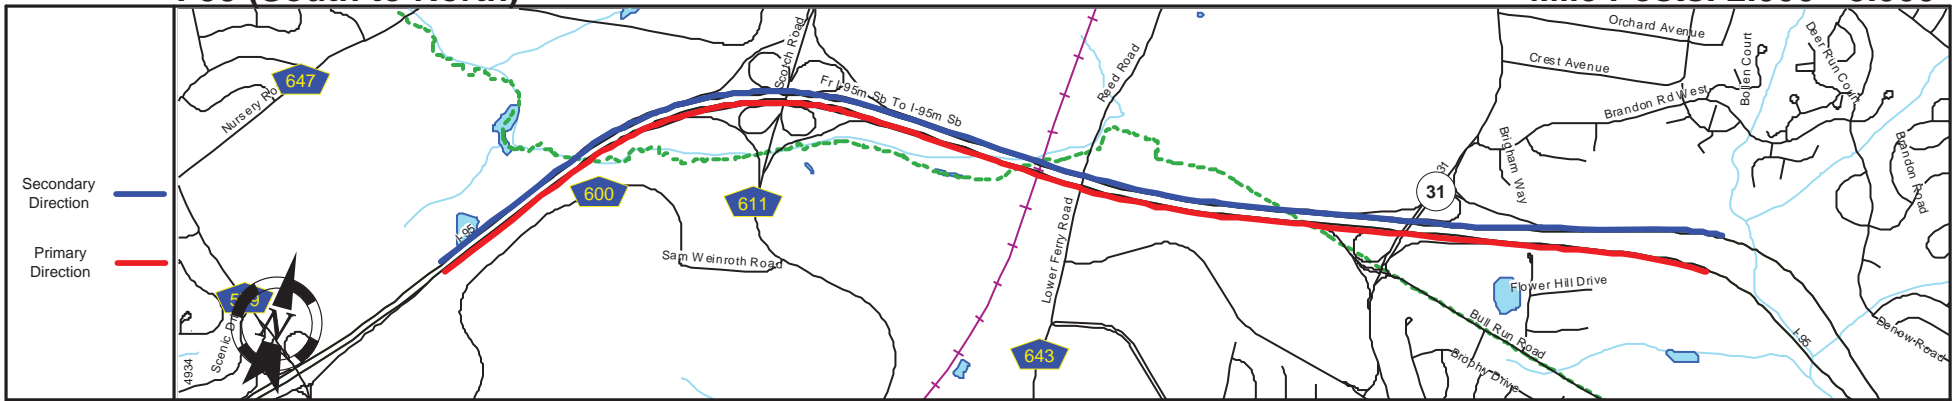 Secondary
Direction
Primary
Direction
647
Nursery Ro
Scotch Road
Fr I-95m Sb To I-95m Sb
Reed Road
Orchard Avenue
Crest Avenue
Bollen Court
Deer Run Court
Brandon Rd West
Brigham Way
Brandon Road
31
31
600
611
I-95
Sam Weinroth Road
Lower Ferry Road
643
Flower Hill Drive
Bull Run Road
Brophy Drive
I-95
Denow Road
Scenic D
4934
N